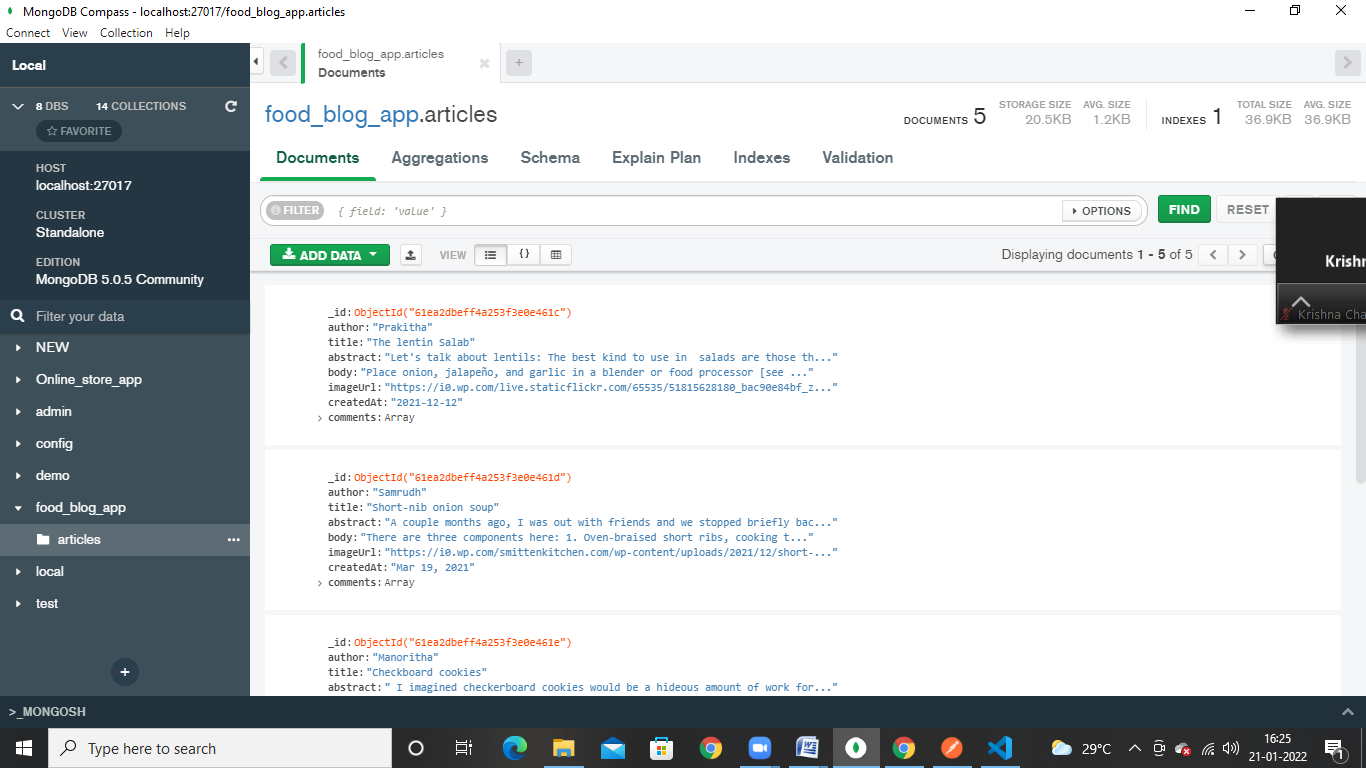 MongoDB Compass - localhost:27017/food_blog_app.articles
Connect View Collection Help
Local
8 DBS 14 COLLECTIONS
FAVORITE
HOST
localhost:27017
CLUSTER
Standalone
EDITION
MongoDB 5.0.5 Community
Filter your data
NEW
Online_store_app
admin
config
demo
food_blog_app
articles
local
test
+
food_blog_app.articles
Documents
+
food_blog_app.articles
DOCUMENTS 5
STORAGE SIZE
20.5KB
AVG. SIZE
1.2KB
INDEXES 1
TOTAL SIZE
36.9KB
AVG. SIZE
36.9KB
Documents Aggregations Schema Explain Plan Indexes Validation
FILTER { field: 'value' } OPTIONS FIND RESET
ADD DATA VIEW {} Displaying documents 1 - 5 of 5
Krishn
Krishna Cha
_id: ObjectId("61ea2dbeff4a253f3e0e461c")
author: "Prakitha"
title: "The lentin Salab"
abstract: "Let's talk about lentils: The best kind to use in  salads are those th..."
body: "Place onion, jalapeño, and garlic in a blender or food processor [see ..."
imageUrl: "https://i0.wp.com/live.staticflickr.com/65535/51815628180_bac90e84bf_z..."
createdAt: "2021-12-12"
comments: Array
_id: ObjectId("61ea2dbeff4a253f3e0e461d")
author: "Samrudh"
title: "Short-nib onion soup"
abstract: "A couple months ago, I was out with friends and we stopped briefly bac..."
body: "There are three components here: 1. Oven-braised short ribs, cooking t..."
imageUrl: "https://i0.wp.com/smittenkitchen.com/wp-content/uploads/2021/12/short-..."
createdAt: "Mar 19, 2021"
comments: Array
_id: ObjectId("61ea2dbeff4a253f3e0e461e")
author: "Manoritha"
title: "Checkboard cookies"
abstract: " I imagined checkerboard cookies would be a hideous amount of work for..."
>_MONGOSH
Type here to search
29°C
16:25
21-01-2022
1